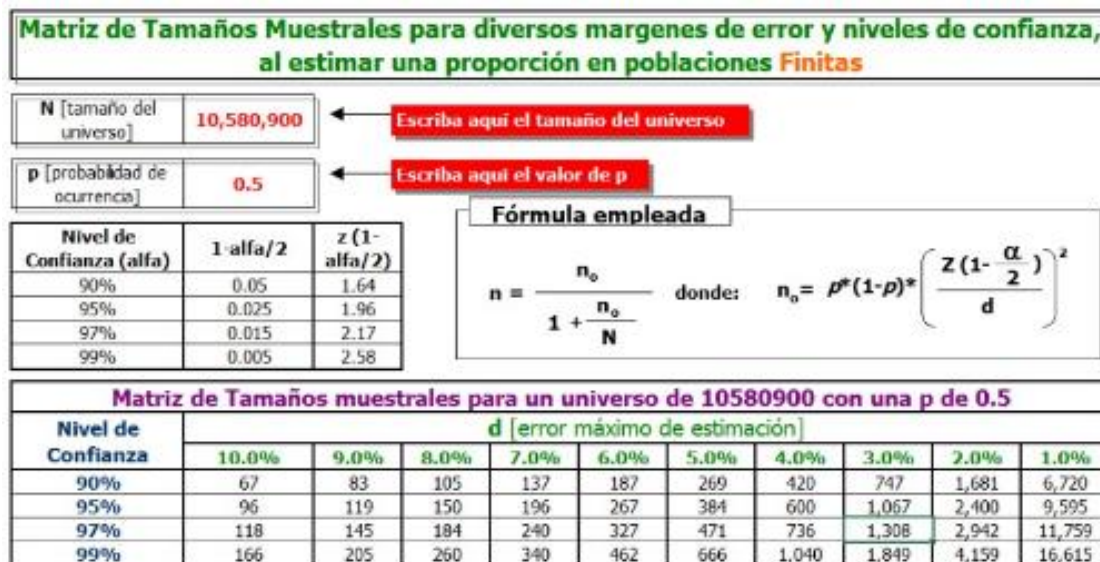 Matriz de Tamaños Muestrales para diversos margenes de error y niveles de confianza,
al estimar una proporción en poblaciones Finitas
N [tamaño del
universo]
10,580,900
Escriba aquí el tamaño del universo
p [probabilidad de
ocurrencia]
0.5
Escriba aqui el valor de p
Nivel de
Confianza (alfa)
1-alfa/2
z (1-
alfa/2)
90% 0.05 1.64
95% 0.025 1.96
97% 0.015 2.17
99% 0.005 2.58
Fórmula empleada
n = n₀ / (1 + n₀/N) donde: n₀= p*(1-p)* ( Z (1- α/2 ) / d )²
Matriz de Tamaños muestrales para un universo de 10580900 con una p de 0.5
Nivel de
Confianza
d [error máximo de estimación]
10.0% 9.0% 8.0% 7.0% 6.0% 5.0% 4.0% 3.0% 2.0% 1.0%
90% 67 83 105 137 187 269 420 747 1,681 6,720
95% 96 119 150 196 267 384 600 1,067 2,400 9,595
97% 118 145 184 240 327 471 736 1,308 2,942 11,759
99% 166 205 260 340 462 666 1,040 1,849 4,159 16,615